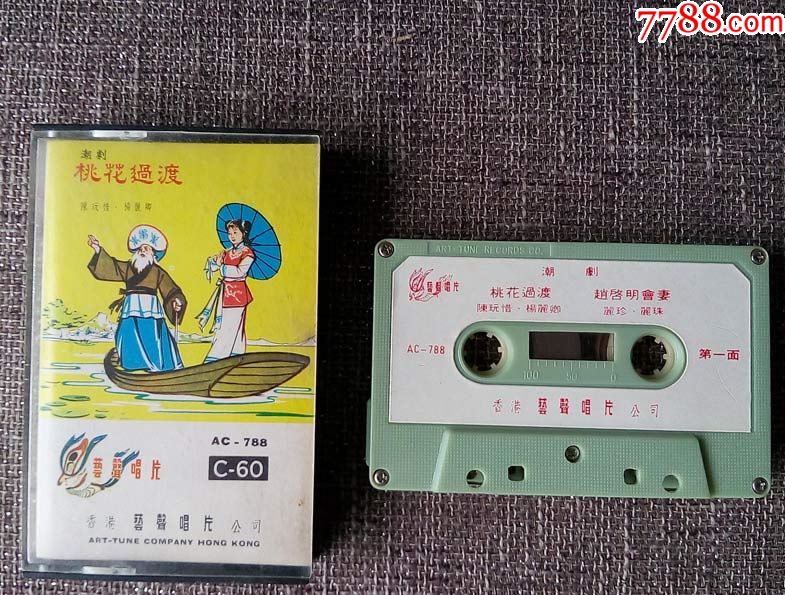 7788.com
潮劇
桃花過渡
陳玩惜・楊麗卿
AC - 788
藝聲唱片
C-60
香港 藝聲唱片 公司
ART-TUNE COMPANY HONG KONG
ART-TUNE RECORDS CO.
潮 劇
藝聲唱片
桃花過渡 趙啓明會妻
陳玩惜・楊麗卿 麗珍・麗珠
AC-788 第一面
100 50 0
香港 藝聲唱片 公司